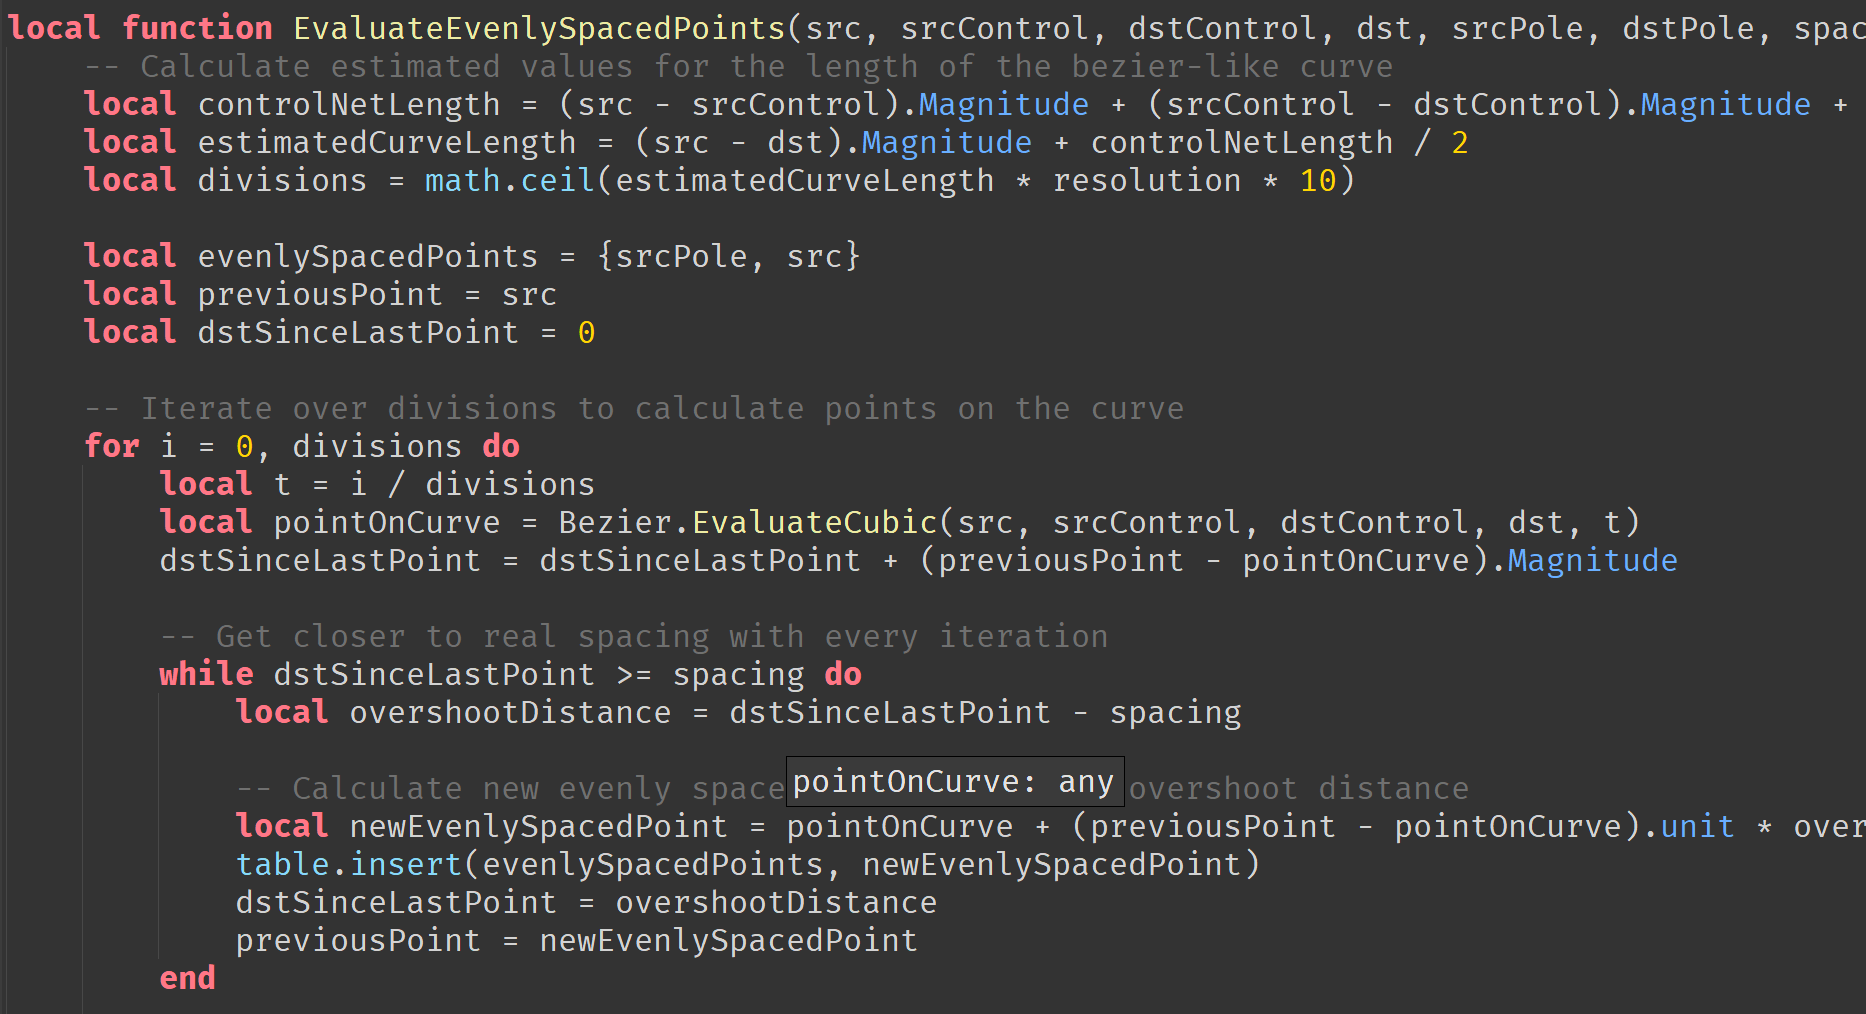 local function EvaluateEvenlySpacedPoints(src, srcControl, dstControl, dst, srcPole, dstPole, spac
-- Calculate estimated values for the length of the bezier-like curve
local controlNetLength = (src - srcControl).Magnitude + (srcControl - dstControl).Magnitude +
local estimatedCurveLength = (src - dst).Magnitude + controlNetLength / 2
local divisions = math.ceil(estimatedCurveLength * resolution * 10)
local evenlySpacedPoints = {srcPole, src}
local previousPoint = src
local dstSinceLastPoint = 0
-- Iterate over divisions to calculate points on the curve
for i = 0, divisions do
local t = i / divisions
local pointOnCurve = Bezier.EvaluateCubic(src, srcControl, dstControl, dst, t)
dstSinceLastPoint = dstSinceLastPoint + (previousPoint - pointOnCurve).Magnitude
-- Get closer to real spacing with every iteration
while dstSinceLastPoint >= spacing do
local overshootDistance = dstSinceLastPoint - spacing
pointOnCurve: any
-- Calculate new evenly space overshoot distance
local newEvenlySpacedPoint = pointOnCurve + (previousPoint - pointOnCurve).unit * over
table.insert(evenlySpacedPoints, newEvenlySpacedPoint)
dstSinceLastPoint = overshootDistance
previousPoint = newEvenlySpacedPoint
end